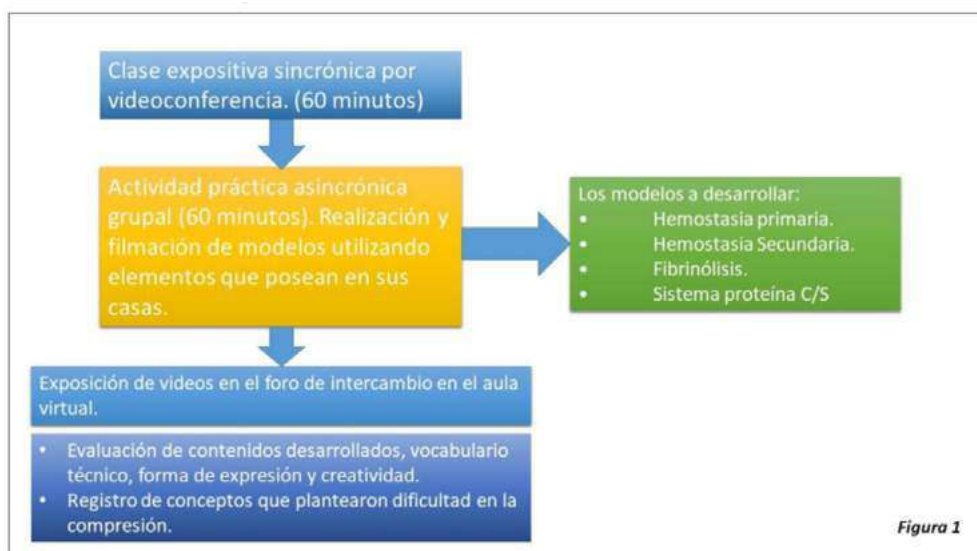 Clase expositiva sincrónica por
videoconferencia. (60 minutos)
Actividad práctica asincrónica
grupal (60 minutos). Realización y
filmación de modelos utilizando
elementos que posean en sus
casas.
Los modelos a desarrollar:
• Hemostasia primaria.
• Hemostasia Secundaria.
• Fibrinólisis.
• Sistema proteína C/S
Exposición de videos en el foro de intercambio en el aula
virtual.
• Evaluación de contenidos desarrollados, vocabulario
técnico, forma de expresión y creatividad.
• Registro de conceptos que plantearon dificultad en la
compresión.
Figura 1